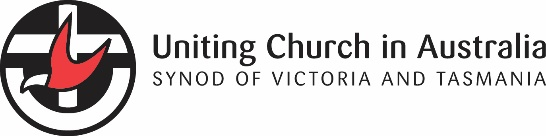 Uniting Church in Australia
SYNOD OF VICTORIA AND TASMANIA